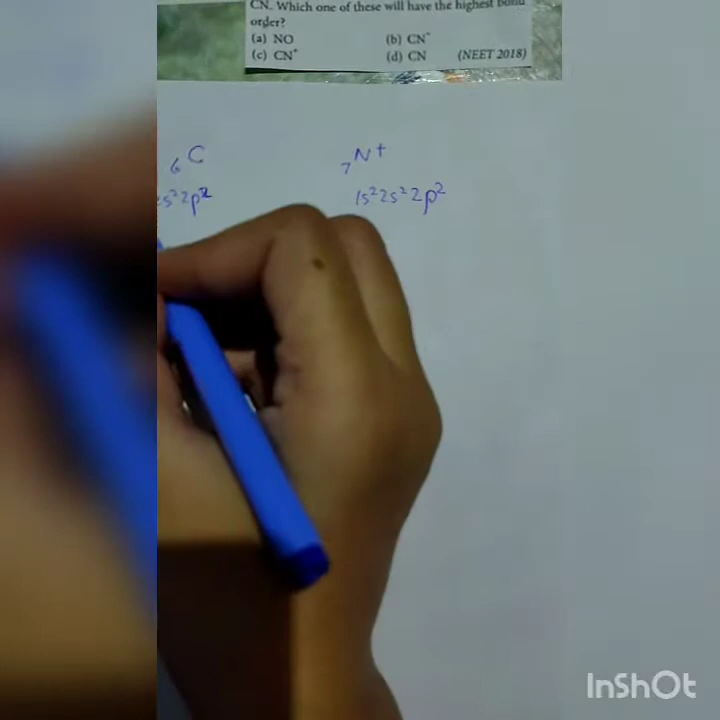 CN. Which one of these will have the highest bond
order?
(a) NO (b) CN⁻
(c) CN⁺ (d) CN (NEET 2018)
₆C ₇N⁺
s²2p² 1s²2s²2p²
InShOt